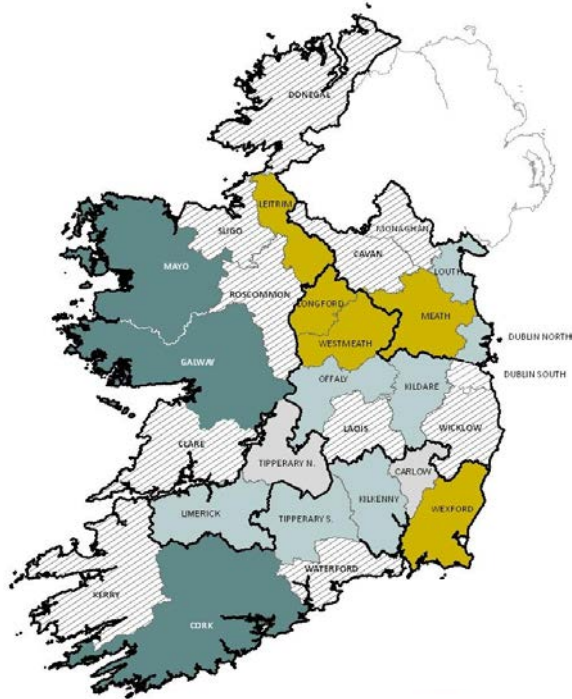 DONEGAL
LEITRIM
SLIGO
MONAGHAN
CAVAN
LOUTH
MAYO
ROSCOMMON
LONGFORD
MEATH
WESTMEATH
DUBLIN NORTH
GALWAY
DUBLIN SOUTH
OFFALY
KILDARE
LAOIS
WICKLOW
CLARE
TIPPERARY N.
CARLOW
KILKENNY
WEXFORD
LIMERICK
TIPPERARY S.
WATERFORD
KERRY
CORK